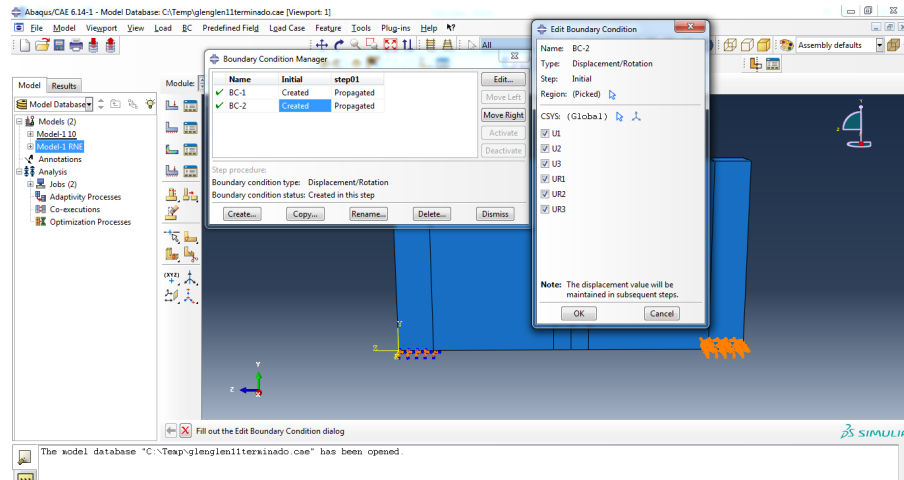 Abaqus/CAE 6.14-1 - Model Database: C:\Temp\glenglen11terminado.cae [Viewport: 1]
File Model Viewport View Load BC Predefined Field Load Case Feature Tools Plug-ins Help
All
Assembly defaults
Model Results
Module:
Model Database
Models (2)
Model-1 10
Model-1 RNE
Annotations
Analysis
Jobs (2)
Adaptivity Processes
Co-executions
Optimization Processes
(XYZ)
Boundary Condition Manager
Name Initial step01
BC-1 Created Propagated
BC-2 Created Propagated
Edit...
Move Left
Move Right
Activate
Deactivate
Step procedure:
Boundary condition type: Displacement/Rotation
Boundary condition status: Created in this step
Create... Copy... Rename... Delete... Dismiss
Edit Boundary Condition
Name: BC-2
Type: Displacement/Rotation
Step: Initial
Region: (Picked)
CSYS: (Global)
U1
U2
U3
UR1
UR2
UR3
Note: The displacement value will be
maintained in subsequent steps.
OK Cancel
Y
Z
Y
Z
X
Fill out the Edit Boundary Condition dialog
SIMULIA
The model database "C:\Temp\glenglen11terminado.cae" has been opened.